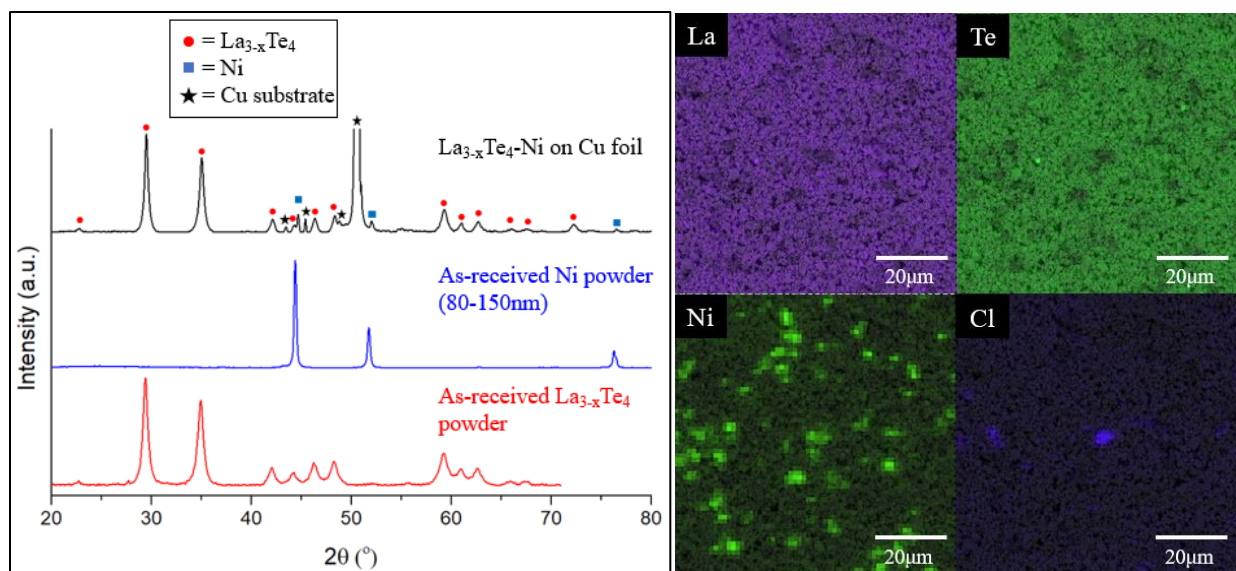 ● = La₃₋ₓTe₄
■ = Ni
★ = Cu substrate
La₃₋ₓTe₄-Ni on Cu foil
As-received Ni powder
(80-150nm)
As-received La₃₋ₓTe₄
powder
Intensity (a.u.)
20 30 40 50 60 70 80
2θ (°)
La
20μm
Te
20μm
Ni
20μm
Cl
20μm